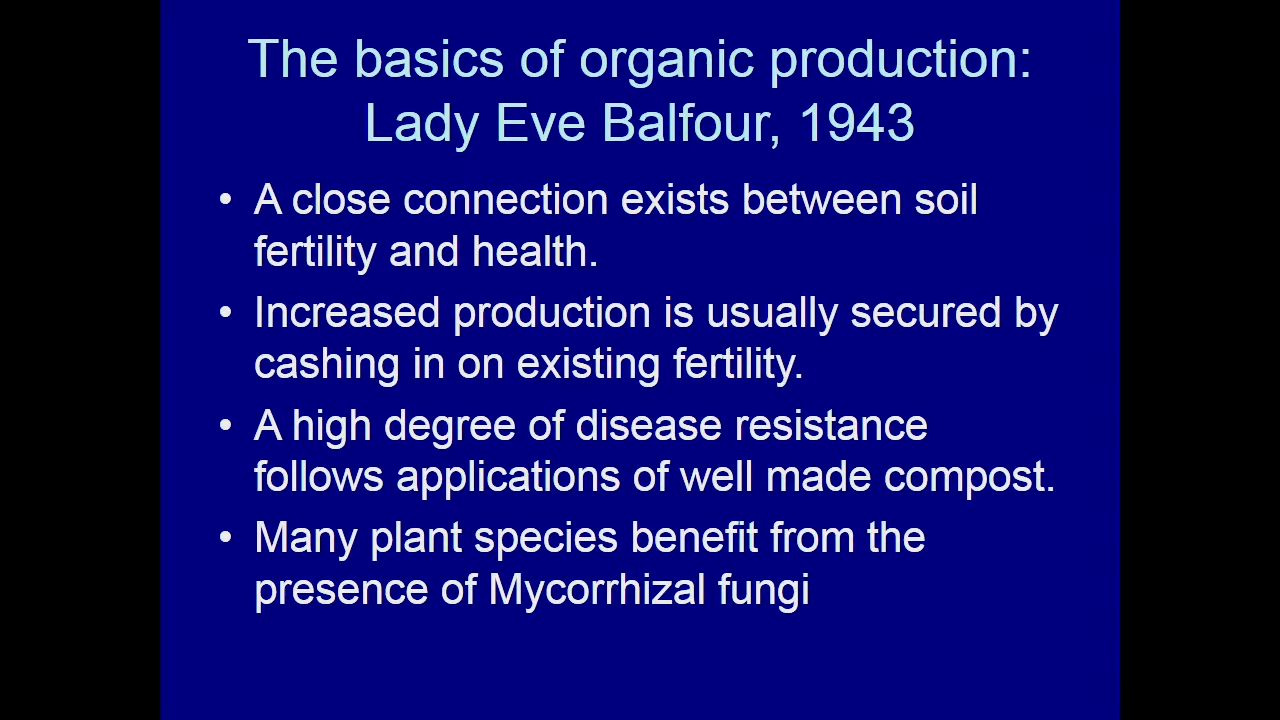 The basics of organic production:
Lady Eve Balfour, 1943
• A close connection exists between soil
fertility and health.
• Increased production is usually secured by
cashing in on existing fertility.
• A high degree of disease resistance
follows applications of well made compost.
• Many plant species benefit from the
presence of Mycorrhizal fungi